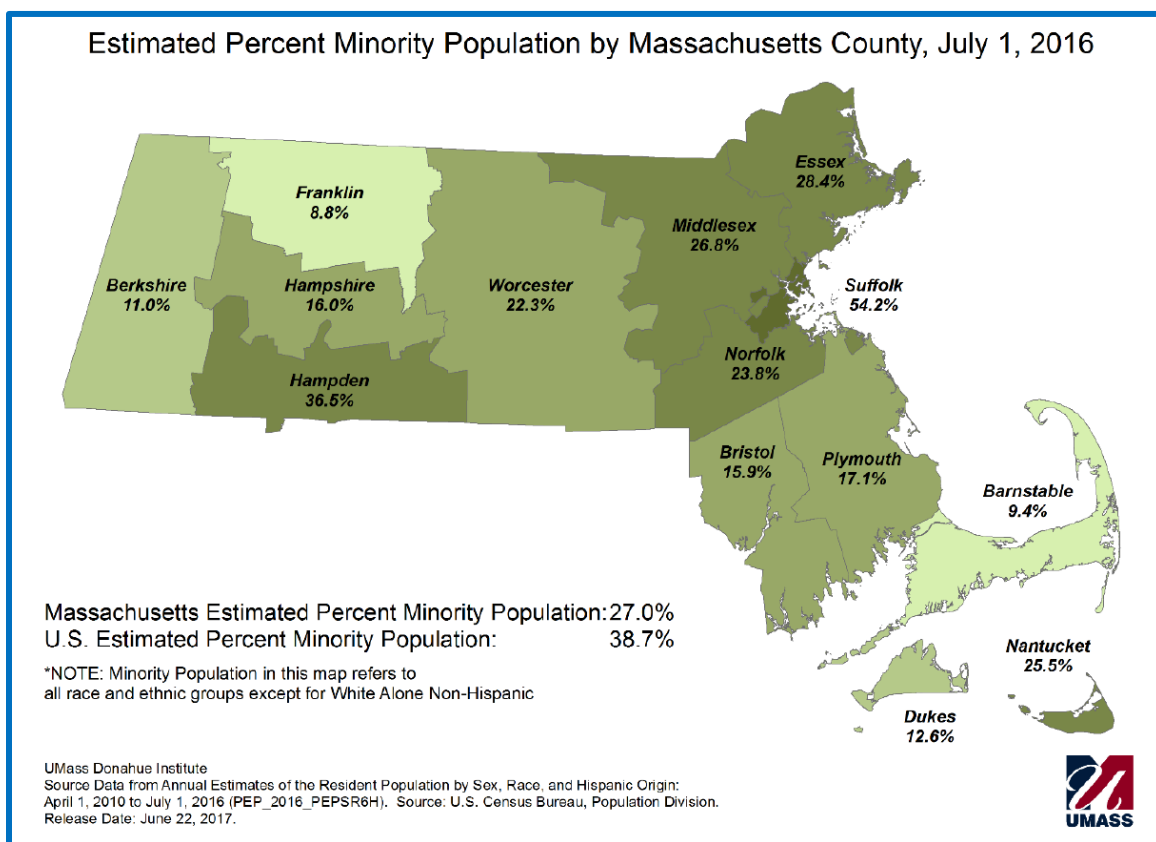 Estimated Percent Minority Population by Massachusetts County, July 1, 2016
Essex
28.4%
Franklin
8.8%
Middlesex
26.8%
Berkshire
11.0%
Hampshire
16.0%
Worcester
22.3%
Suffolk
54.2%
Norfolk
23.8%
Hampden
36.5%
Bristol
15.9%
Plymouth
17.1%
Barnstable
9.4%
Massachusetts Estimated Percent Minority Population: 27.0%
U.S. Estimated Percent Minority Population: 38.7%
*NOTE: Minority Population in this map refers to
all race and ethnic groups except for White Alone Non-Hispanic
Nantucket
25.5%
Dukes
12.6%
UMass Donahue Institute
Source Data from Annual Estimates of the Resident Population by Sex, Race, and Hispanic Origin:
April 1, 2010 to July 1, 2016 (PEP_2016_PEPSR6H). Source: U.S. Census Bureau, Population Division.
Release Date: June 22, 2017.
UMASS